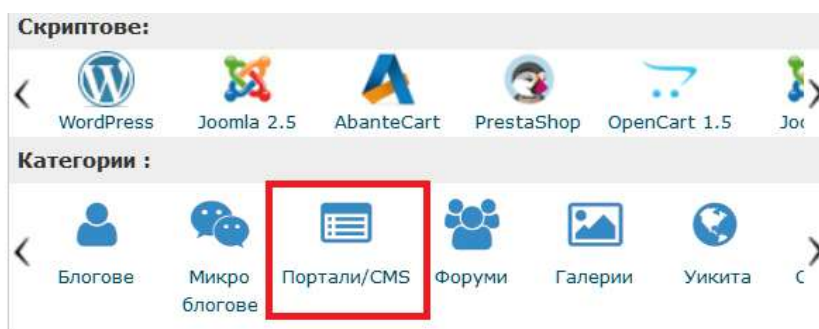 Скриптове:
WordPress Joomla 2.5 AbanteCart PrestaShop OpenCart 1.5
Категории :
Блогове Микро Портали/CMS Форуми Галерии Уикита
блогове